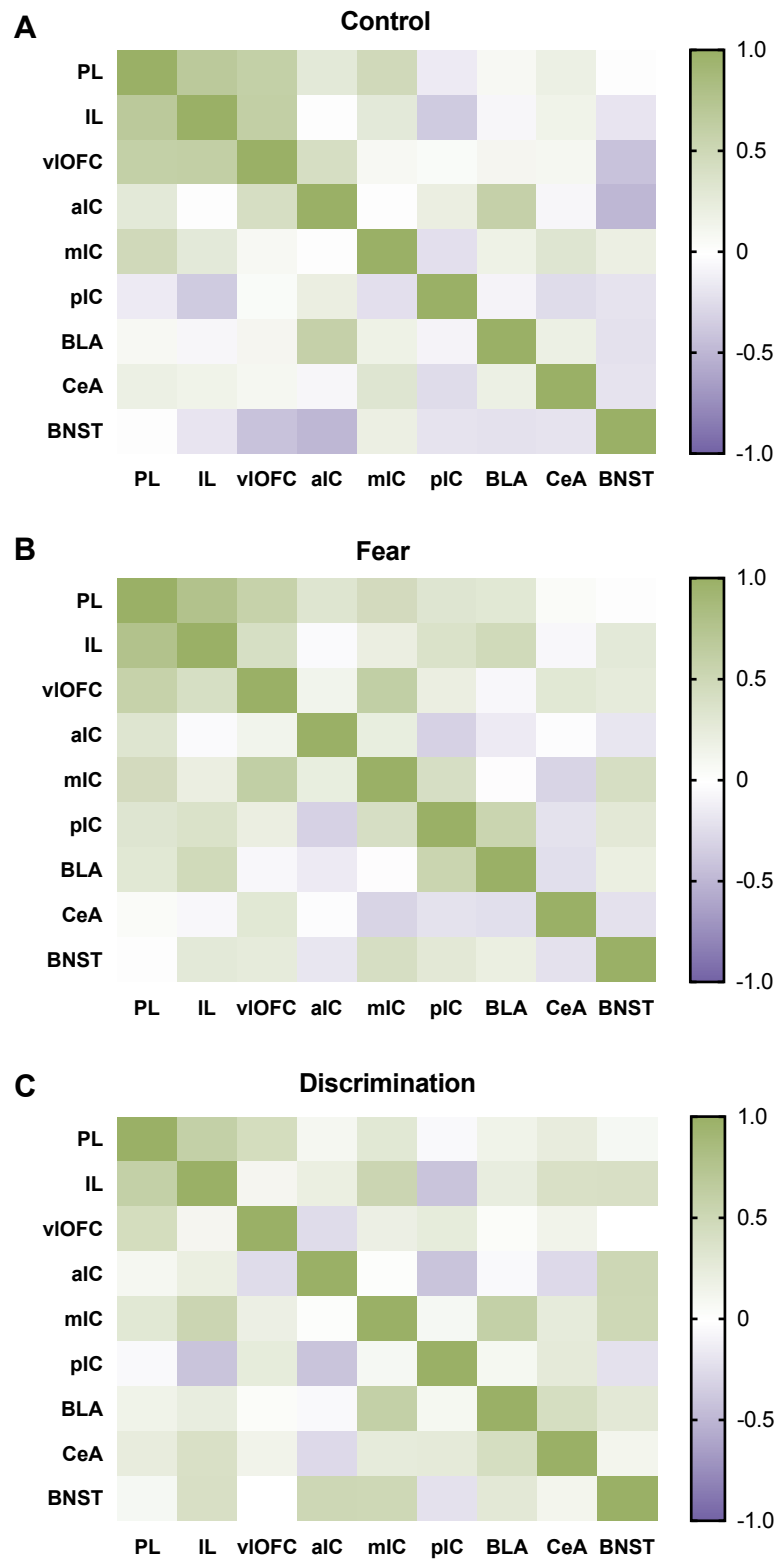 A
Control
PL
IL
vlOFC
aIC
mIC
pIC
BLA
CeA
BNST
PL IL vlOFC aIC mIC pIC BLA CeA BNST
1.0
0.5
0
-0.5
-1.0
B
Fear
PL
IL
vlOFC
aIC
mIC
pIC
BLA
CeA
BNST
PL IL vlOFC aIC mIC pIC BLA CeA BNST
1.0
0.5
0
-0.5
-1.0
C
Discrimination
PL
IL
vlOFC
aIC
mIC
pIC
BLA
CeA
BNST
PL IL vlOFC aIC mIC pIC BLA CeA BNST
1.0
0.5
0
-0.5
-1.0